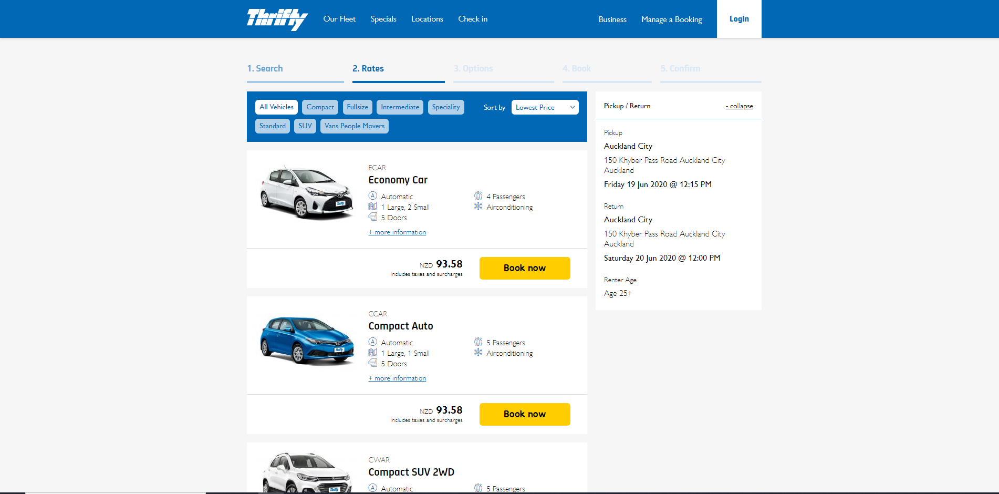 Thrifty
Our Fleet
Specials
Locations
Check in
Business
Manage a Booking
Login
1. Search
2. Rates
3. Options
4. Book
5. Confirm
All Vehicles
Compact
Fullsize
Intermediate
Speciality
Sort by
Lowest Price
Standard
SUV
Vans People Movers
ECAR
Economy Car
A
Automatic
4 Passengers
1 Large, 2 Small
Airconditioning
5 Doors
+ more information
Thrifty
NZD 93.58
Includes taxes and surcharges
Book now
CCAR
Compact Auto
A
Automatic
5 Passengers
1 Large, 1 Small
Airconditioning
5 Doors
+ more information
Thrifty
NZD 93.58
Includes taxes and surcharges
Book now
CWAR
Compact SUV 2WD
A
Automatic
5 Passengers
Thrifty
Pickup / Return
- collapse
Pickup
Auckland City
150 Khyber Pass Road Auckland City
Auckland
Friday 19 Jun 2020 @ 12:15 PM
Return
Auckland City
150 Khyber Pass Road Auckland City
Auckland
Saturday 20 Jun 2020 @ 12:00 PM
Renter Age
Age 25+